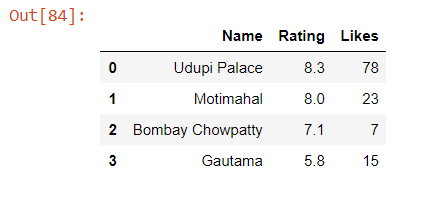 Out[84]:
Name Rating Likes
0 Udupi Palace 8.3 78
1 Motimahal 8.0 23
2 Bombay Chowpatty 7.1 7
3 Gautama 5.8 15